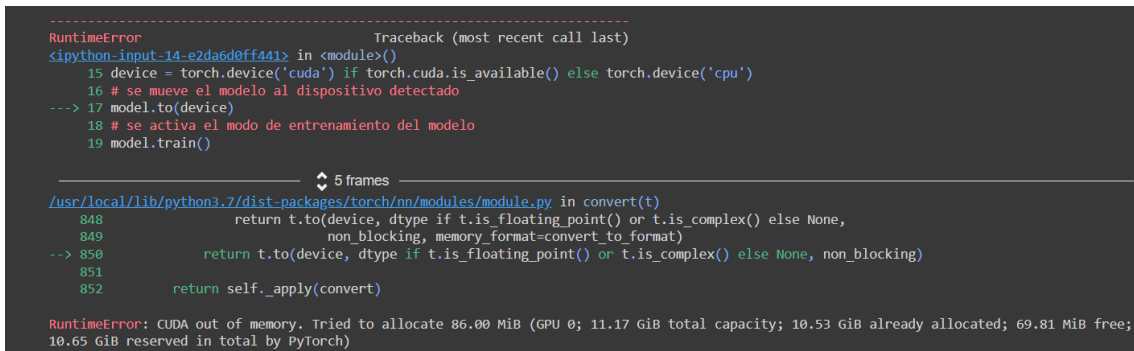 ---------------------------------------------------------------------------
RuntimeError                              Traceback (most recent call last)
<ipython-input-14-e2da6d0ff441> in <module>()
     15 device = torch.device('cuda') if torch.cuda.is_available() else torch.device('cpu')
     16 # se mueve el modelo al dispositivo detectado
---> 17 model.to(device)
     18 # se activa el modo de entrenamiento del modelo
     19 model.train()
5 frames
/usr/local/lib/python3.7/dist-packages/torch/nn/modules/module.py in convert(t)
    848                 return t.to(device, dtype if t.is_floating_point() or t.is_complex() else None,
    849                             non_blocking, memory_format=convert_to_format)
--> 850             return t.to(device, dtype if t.is_floating_point() or t.is_complex() else None, non_blocking)
    851
    852         return self._apply(convert)
RuntimeError: CUDA out of memory. Tried to allocate 86.00 MiB (GPU 0; 11.17 GiB total capacity; 10.53 GiB already allocated; 69.81 MiB free;
10.65 GiB reserved in total by PyTorch)